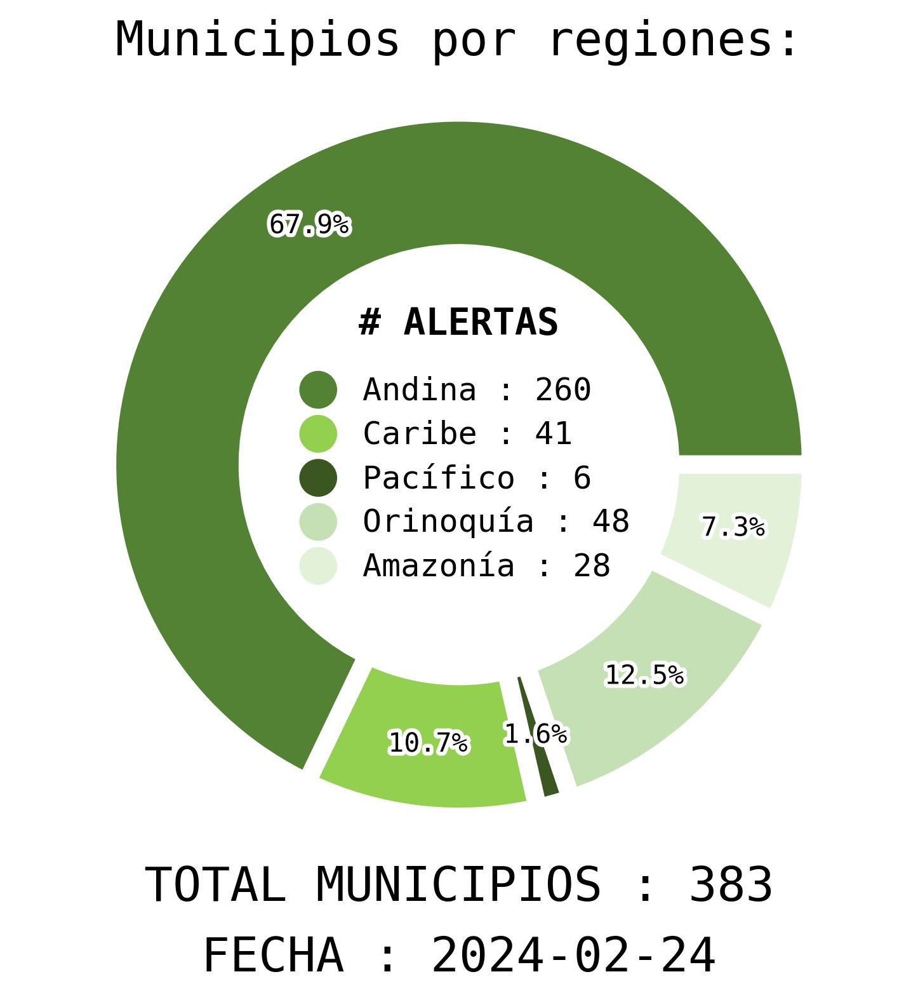 Municipios por regiones:
67.9%
# ALERTAS
Andina : 260
Caribe : 41
Pacífico : 6
Orinoquía : 48
Amazonía : 28
7.3%
12.5%
1.6%
10.7%
TOTAL MUNICIPIOS : 383
FECHA : 2024-02-24